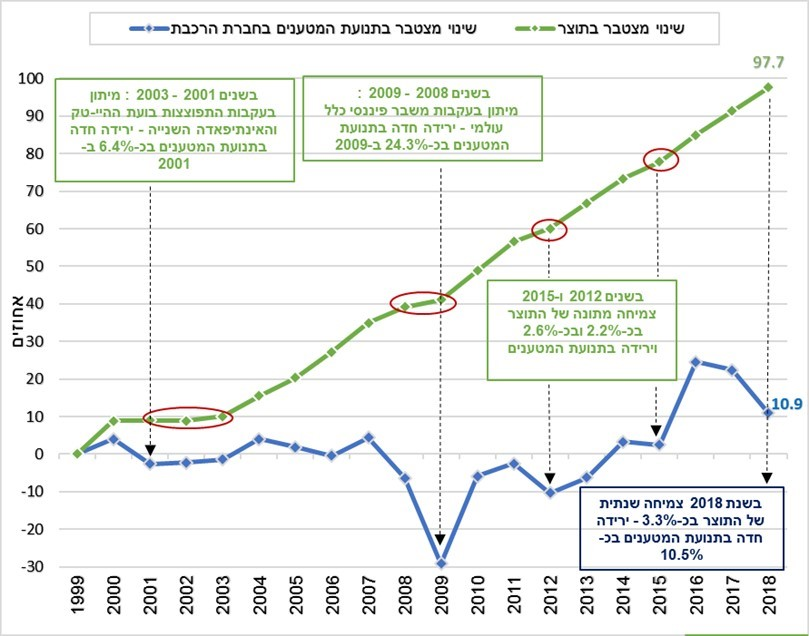 שינוי מצטבר בתוצר
שינוי מצטבר בתנועת המטענים בחברת הרכבת
97.7
בשנים 2001 - 2003 : מיתון
בעקבות התפוצצות בועת ההיי-טק
והאינתיפאדה השנייה - ירידה חדה
בתנועת המטענים בכ-6.4% ב-
2001
בשנים 2008 - 2009 :
מיתון בעקבות משבר פיננסי כלל
עולמי - ירידה חדה בתנועת
המטענים בכ-24.3% ב-2009
בשנים 2012 ו-2015
צמיחה מתונה של התוצר
בכ-2.2% ובכ-2.6%
וירידה בתנועת המטענים
10.9
בשנת 2018 צמיחה שנתית
של התוצר בכ-3.3% - ירידה
חדה בתנועת המטענים בכ-
10.5%
אחוזים
100
90
80
70
60
50
40
30
20
10
0
-10
-20
-30
1999 2000 2001 2002 2003 2004 2005 2006 2007 2008 2009 2010 2011 2012 2013 2014 2015 2016 2017 2018